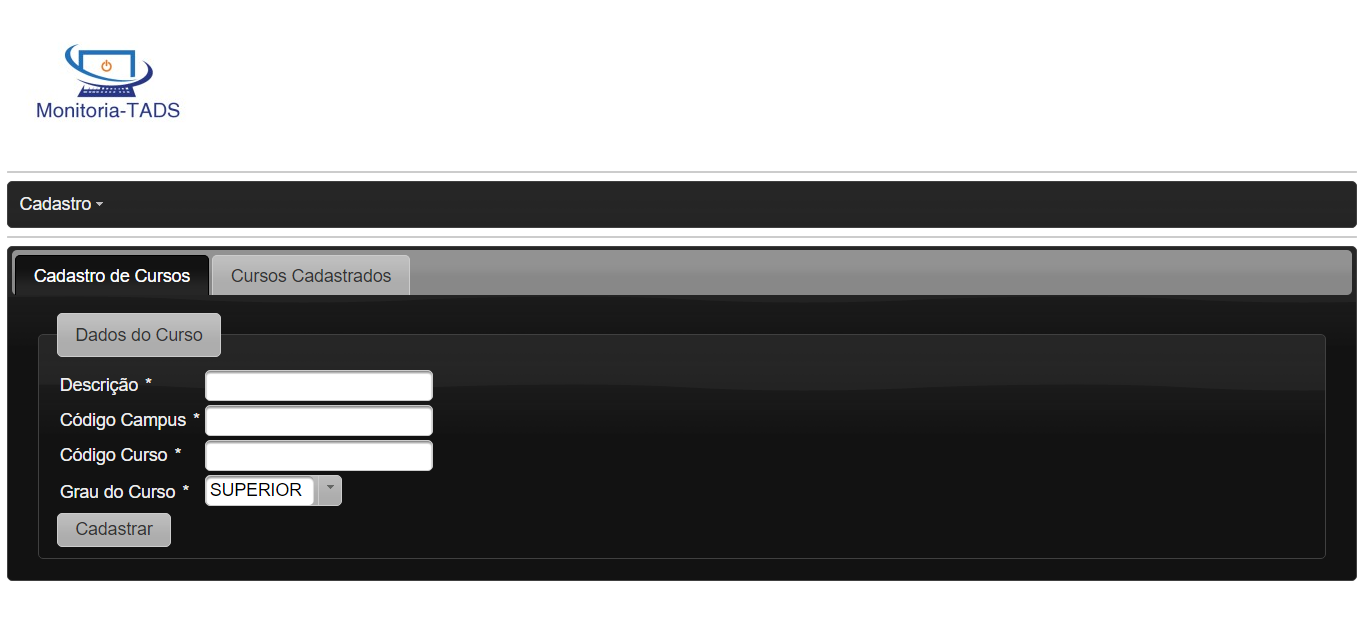 Monitoria-TADS
Cadastro
Cadastro de Cursos Cursos Cadastrados
Dados do Curso
Descrição *
Código Campus *
Código Curso *
Grau do Curso * SUPERIOR
Cadastrar